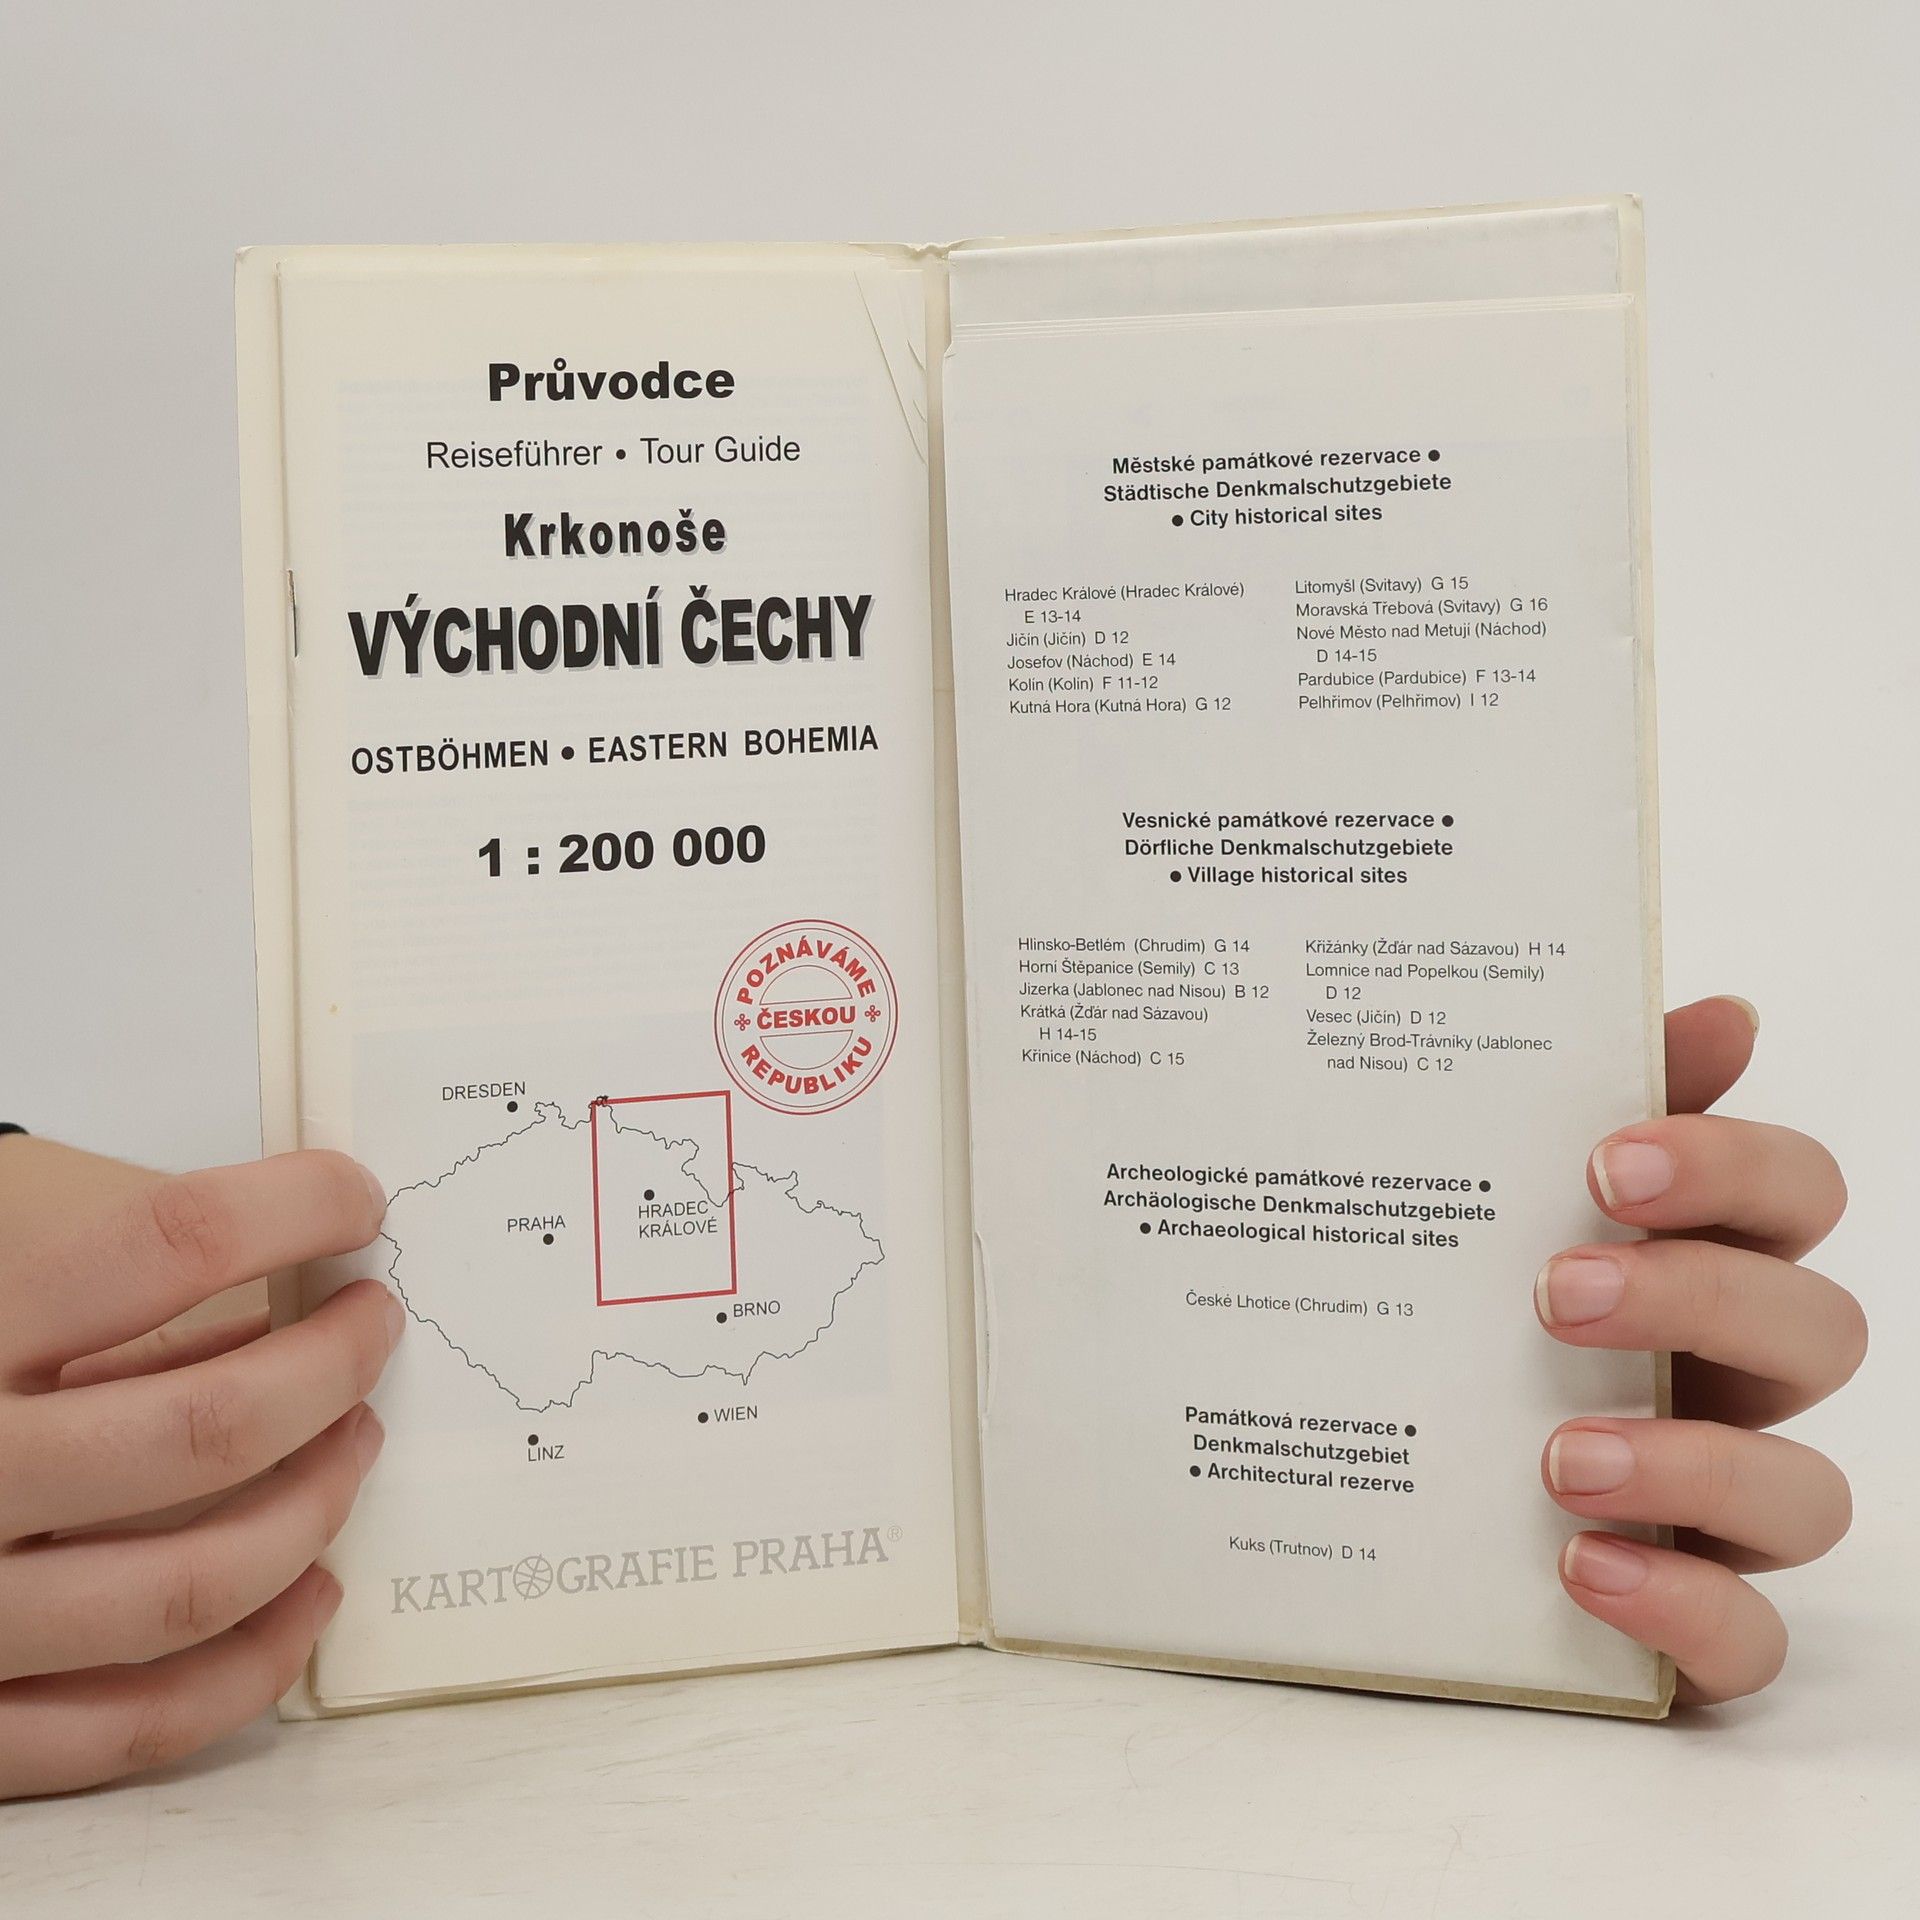 Průvodce
Reiseführer • Tour Guide
Krkonoše
VÝCHODNÍ ČECHY
OSTBÖHMEN • EASTERN BOHEMIA
1 : 200 000
POZNÁVÁME
ČESKOU
REPUBLIKU
DRESDEN
PRAHA
HRADEC
KRÁLOVÉ
BRNO
WIEN
LINZ
KARTOGRAFIE PRAHA®
Městské památkové rezervace ●
Städtische Denkmalschutzgebiete
● City historical sites
Hradec Králové (Hradec Králové)
E 13-14
Jičín (Jičín) D 12
Josefov (Náchod) E 14
Kolín (Kolín) F 11-12
Kutná Hora (Kutná Hora) G 12
Litomyšl (Svitavy) G 15
Moravská Třebová (Svitavy) G 16
Nové Město nad Metují (Náchod)
D 14-15
Pardubice (Pardubice) F 13-14
Pelhřimov (Pelhřimov) I 12
Vesnické památkové rezervace ●
Dörfliche Denkmalschutzgebiete
● Village historical sites
Hlinsko-Betlém (Chrudim) G 14
Horní Štěpanice (Semily) C 13
Jizerka (Jablonec nad Nisou) B 12
Krátká (Žďár nad Sázavou)
H 14-15
Křinice (Náchod) C 15
Křižánky (Žďár nad Sázavou) H 14
Lomnice nad Popelkou (Semily)
D 12
Vesec (Jičín) D 12
Železný Brod-Trávníky (Jablonec
nad Nisou) C 12
Archeologické památkové rezervace ●
Archäologische Denkmalschutzgebiete
● Archaeological historical sites
České Lhotice (Chrudim) G 13
Památková rezervace ●
Denkmalschutzgebiet
● Architectural rezerve
Kuks (Trutnov) D 14